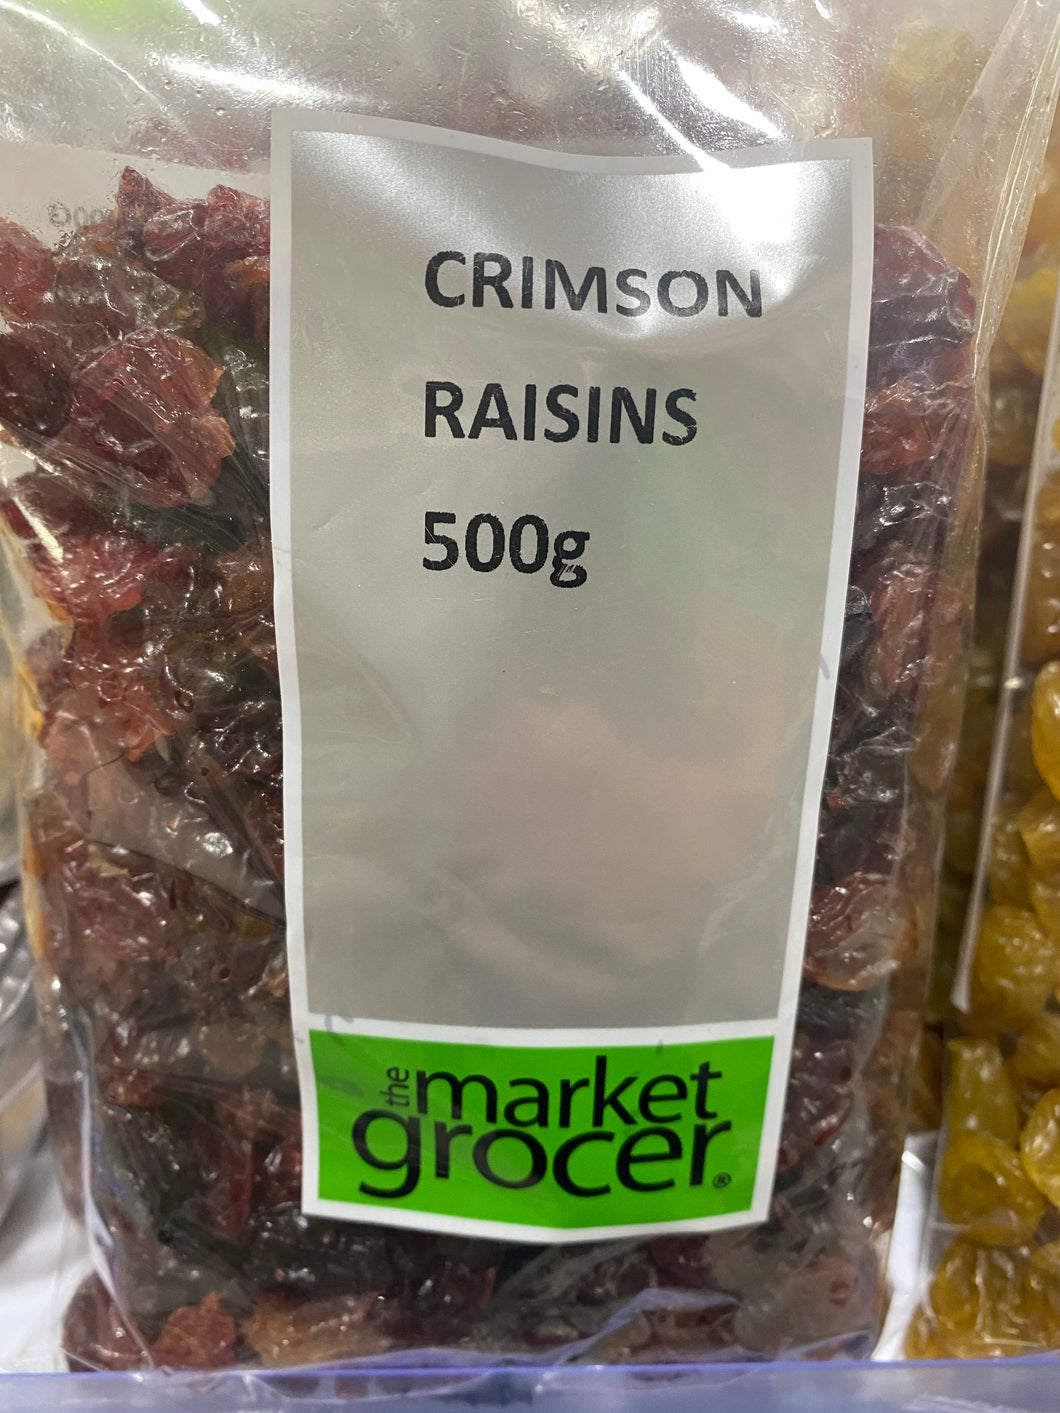 CRIMSON
RAISINS
500g
the market
grocer®